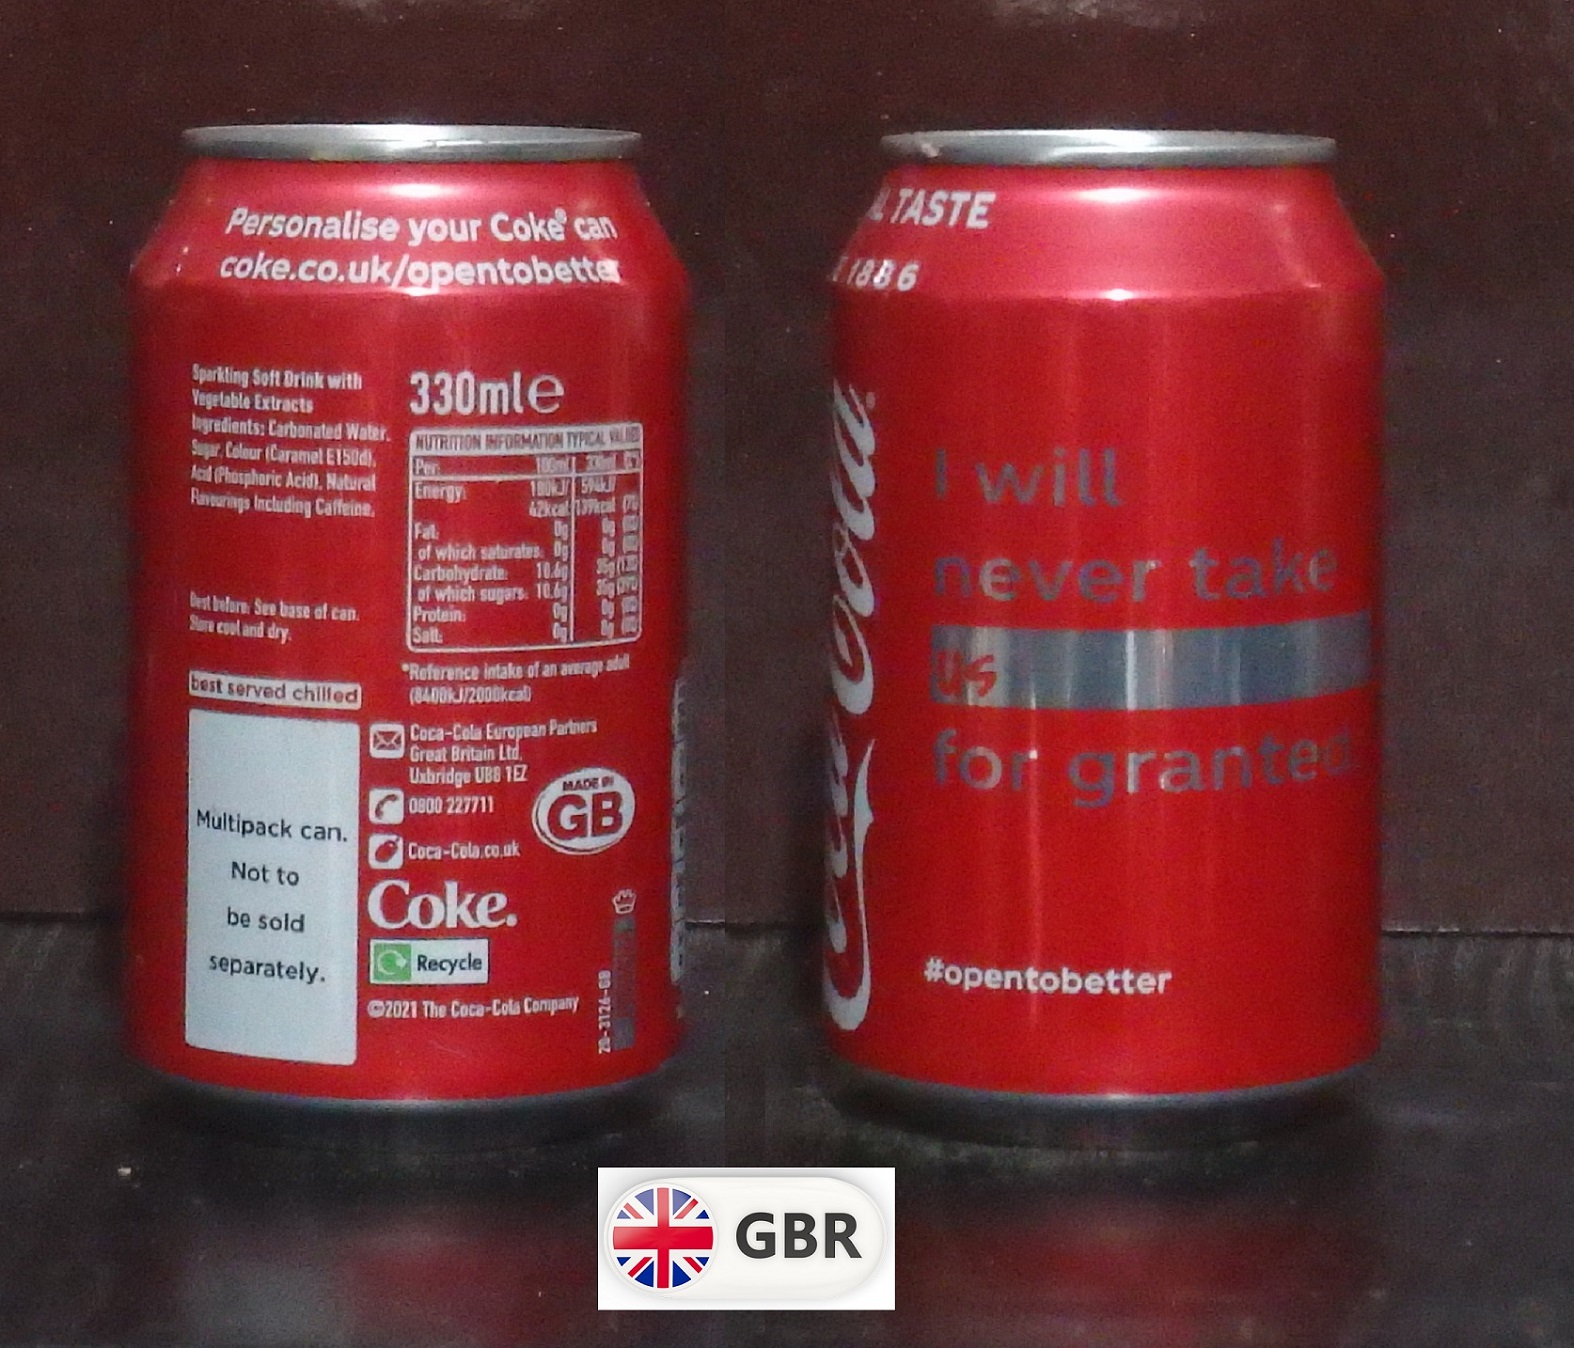 Personalise your Coke® can
coke.co.uk/opentobetter
Sparkling Soft Drink with
Vegetable Extracts
Ingredients: Carbonated Water,
Sugar, Colour (Caramel E150d),
Acid (Phosphoric Acid), Natural
Flavourings Including Caffeine.
Best before: See base of can.
Store cool and dry.
best served chilled
Multipack can.
Not to
be sold
separately.
330ml e
NUTRITION INFORMATION TYPICAL VALUES
Per: 100ml 330ml
Energy: 180kJ 594kJ
42kcal 139kcal (7%)
Fat: 0g 0g
of which saturates: 0g 0g
Carbohydrate: 10.6g 35g
of which sugars: 10.6g 35g
Protein: 0g 0g
Salt: 0g 0g
*Reference intake of an average adult
(8400kJ/2000kcal)
Coca-Cola European Partners
Great Britain Ltd,
Uxbridge UB8 1EZ
0800 227711
Coca-Cola.co.uk
MADE IN
GB
Coke.
Recycle
©2021 The Coca-Cola Company
20-3126-GB
L TASTE
1886
Coca-Cola
I will
never take
us
for granted.
#opentobetter
GBR